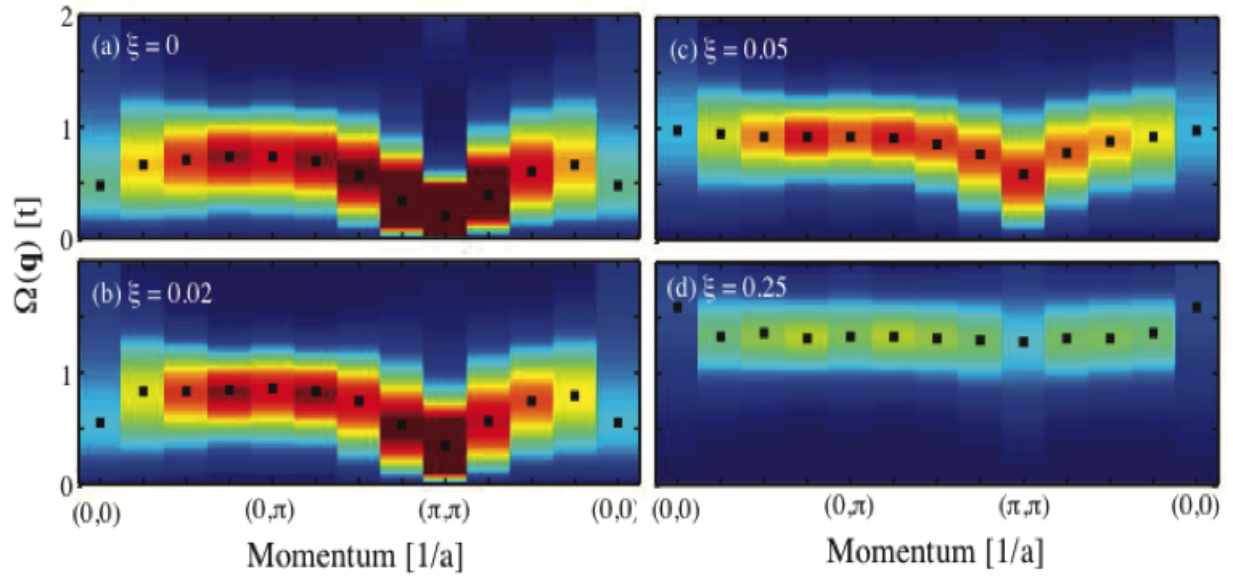 Ω(q) [t]
2
1
0
(a) ξ = 0
(c) ξ = 0.05
1
0
(b) ξ = 0.02
(d) ξ = 0.25
(0,0) (0,π) (π,π) (0,0)
(0,0) (0,π) (π,π) (0,0)
Momentum [1/a]
Momentum [1/a]